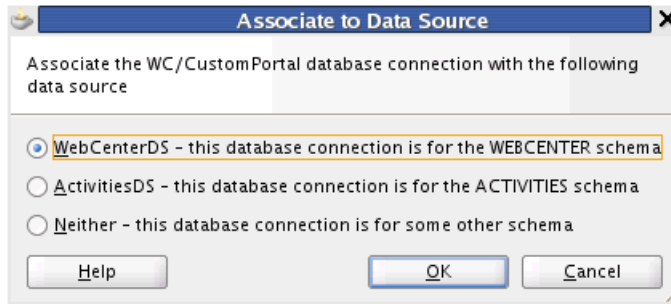 Associate to Data Source
Associate the WC/CustomPortal database connection with the following
data source
WebCenterDS - this database connection is for the WEBCENTER schema
ActivitiesDS - this database connection is for the ACTIVITIES schema
Neither - this database connection is for some other schema
Help OK Cancel